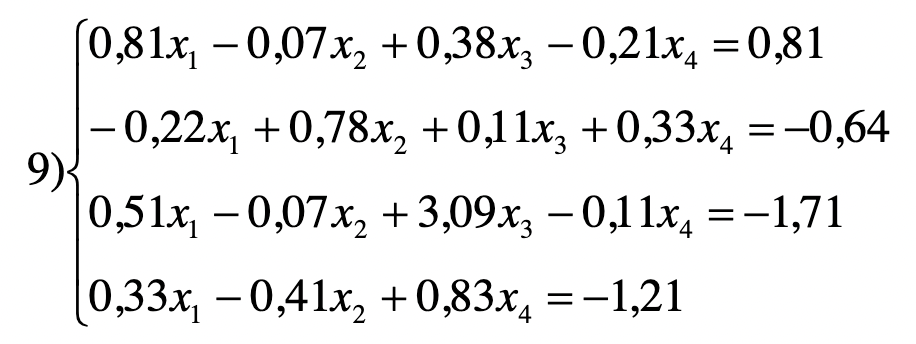 0,81x₁ − 0,07x₂ + 0,38x₃ − 0,21x₄ = 0,81
− 0,22x₁ + 0,78x₂ + 0,11x₃ + 0,33x₄ = −0,64
9)
0,51x₁ − 0,07x₂ + 3,09x₃ − 0,11x₄ = −1,71
0,33x₁ − 0,41x₂ + 0,83x₄ = −1,21